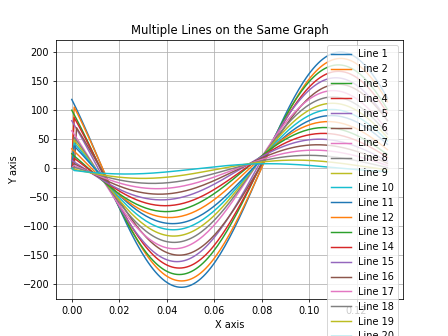 Multiple Lines on the Same Graph
Y axis
200
150
100
50
0
−50
−100
−150
−200
0.00
0.02
0.04
0.06
0.08
0.10
X axis
Line 1
Line 2
Line 3
Line 4
Line 5
Line 6
Line 7
Line 8
Line 9
Line 10
Line 11
Line 12
Line 13
Line 14
Line 15
Line 16
Line 17
Line 18
Line 19
Line 20